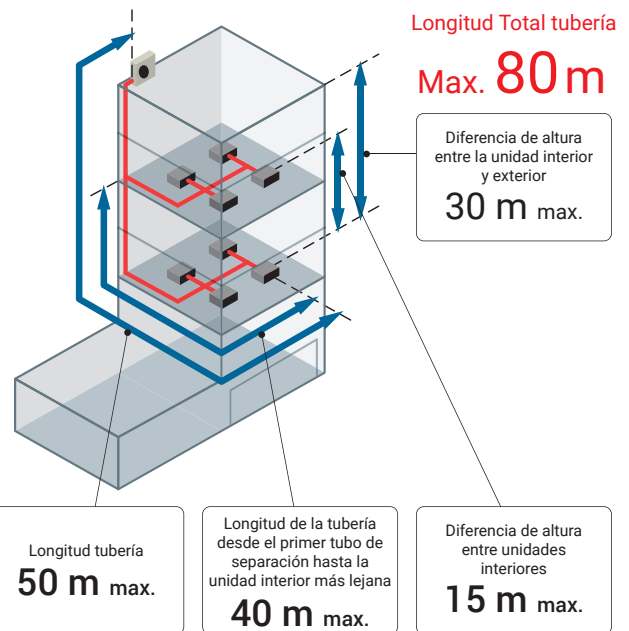 Longitud Total tubería
Max. 80 m
Diferencia de altura
entre la unidad interior
y exterior
30 m max.
Longitud tubería
50 m max.
Longitud de la tubería
desde el primer tubo de
separación hasta la
unidad interior más lejana
40 m max.
Diferencia de altura
entre unidades
interiores
15 m max.